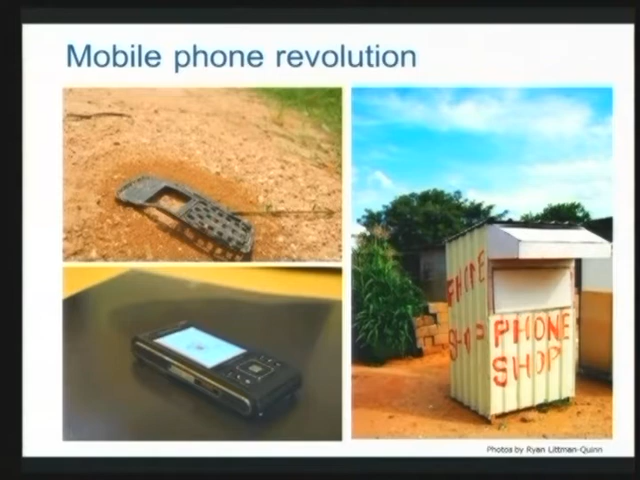 Mobile phone revolution
PHONE
SHOP
PHONE
SHOP
Photos by Ryan Littman-Quinn